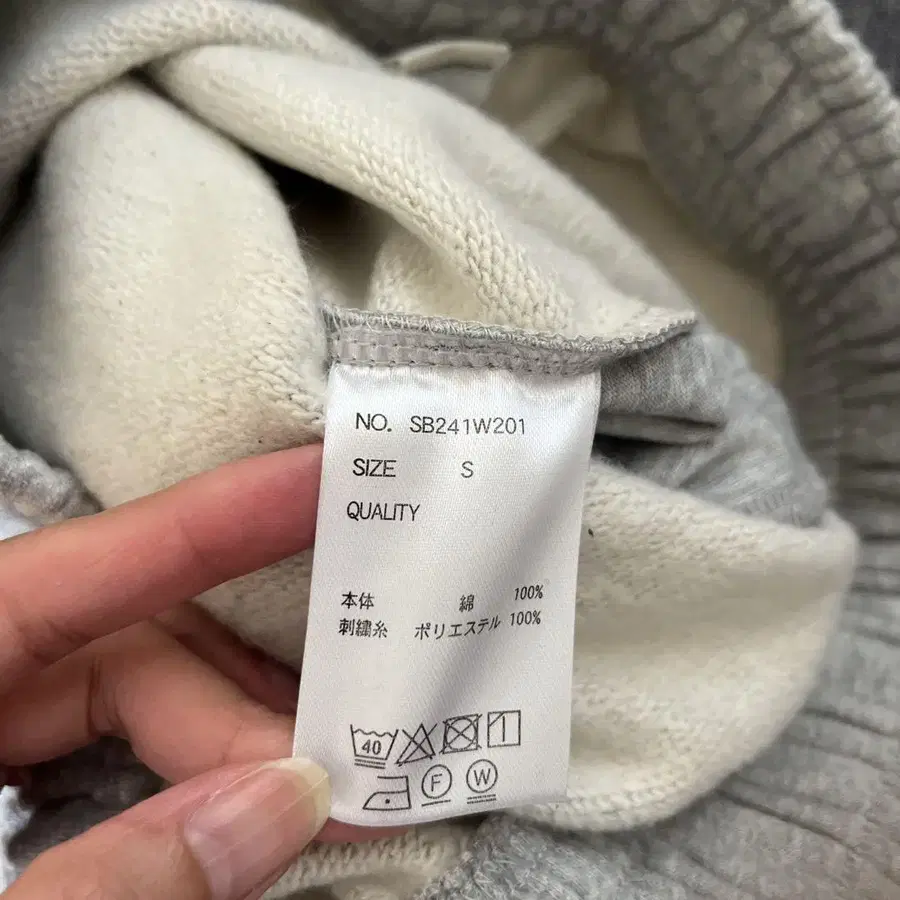 NO. SB241W201
SIZE S
QUALITY
本体 綿 100%
刺繍糸 ポリエステル 100%
40
F W